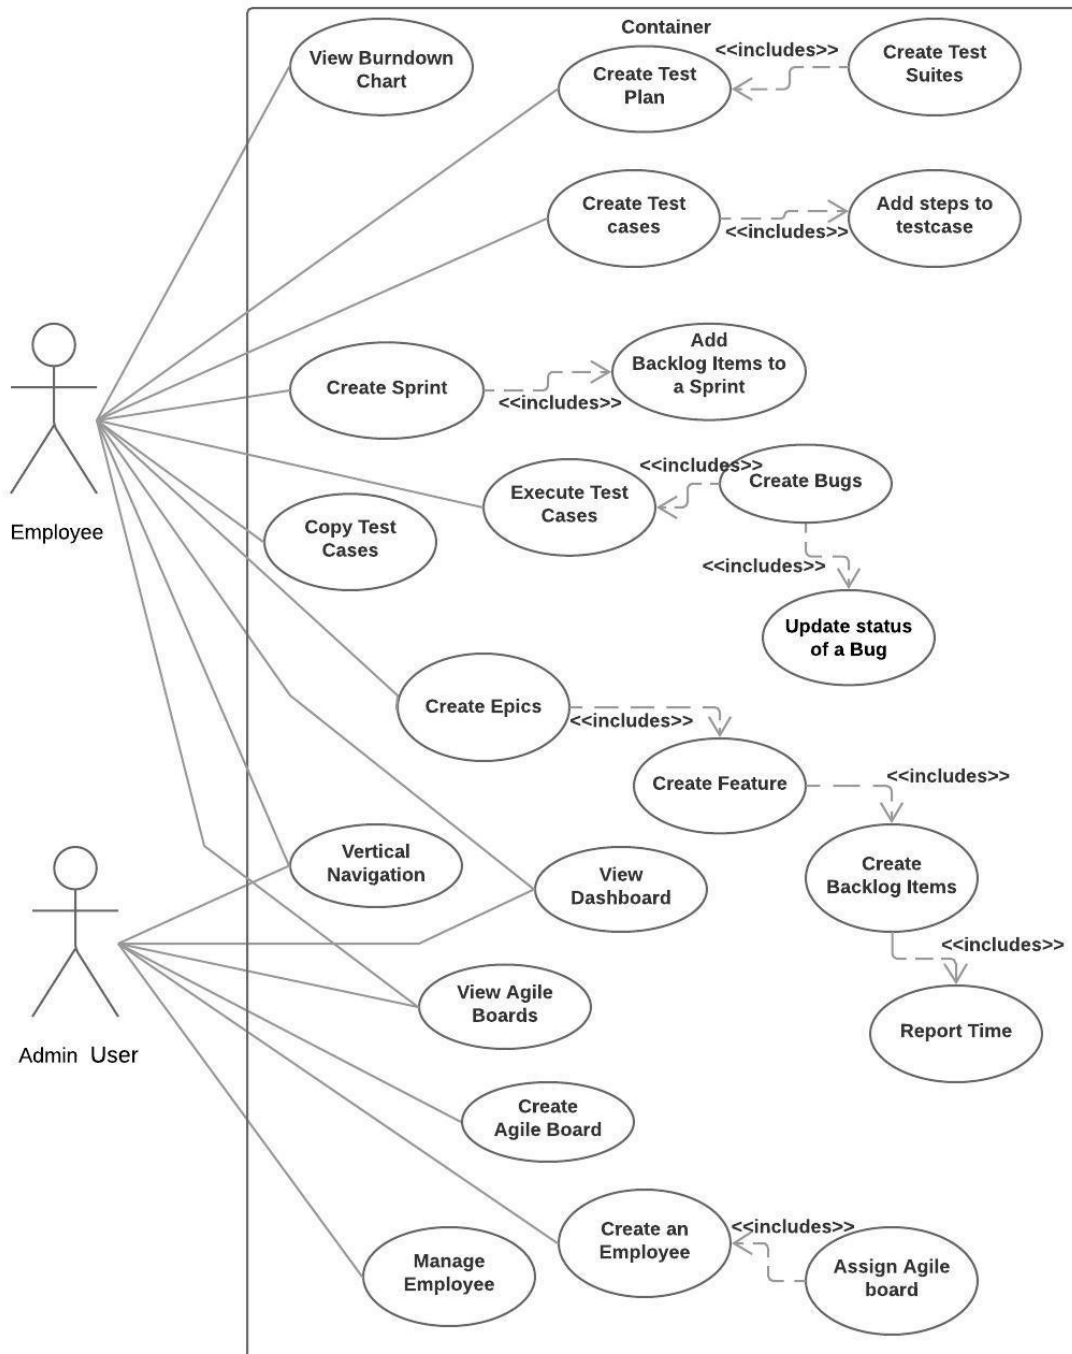 Container
View Burndown
Chart
Create Test
Plan
<<includes>>
Create Test
Suites
Create Test
cases
<<includes>>
Add steps to
testcase
Create Sprint
<<includes>>
Add
Backlog Items to
a Sprint
Employee
Copy Test
Cases
Execute Test
Cases
<<includes>>
Create Bugs
<<includes>>
Update status
of a Bug
Create Epics
<<includes>>
Create Feature
<<includes>>
Create
Backlog Items
<<includes>>
Report Time
Vertical
Navigation
View
Dashboard
Admin User
View Agile
Boards
Create
Agile Board
Create an
Employee
<<includes>>
Assign Agile
board
Manage
Employee